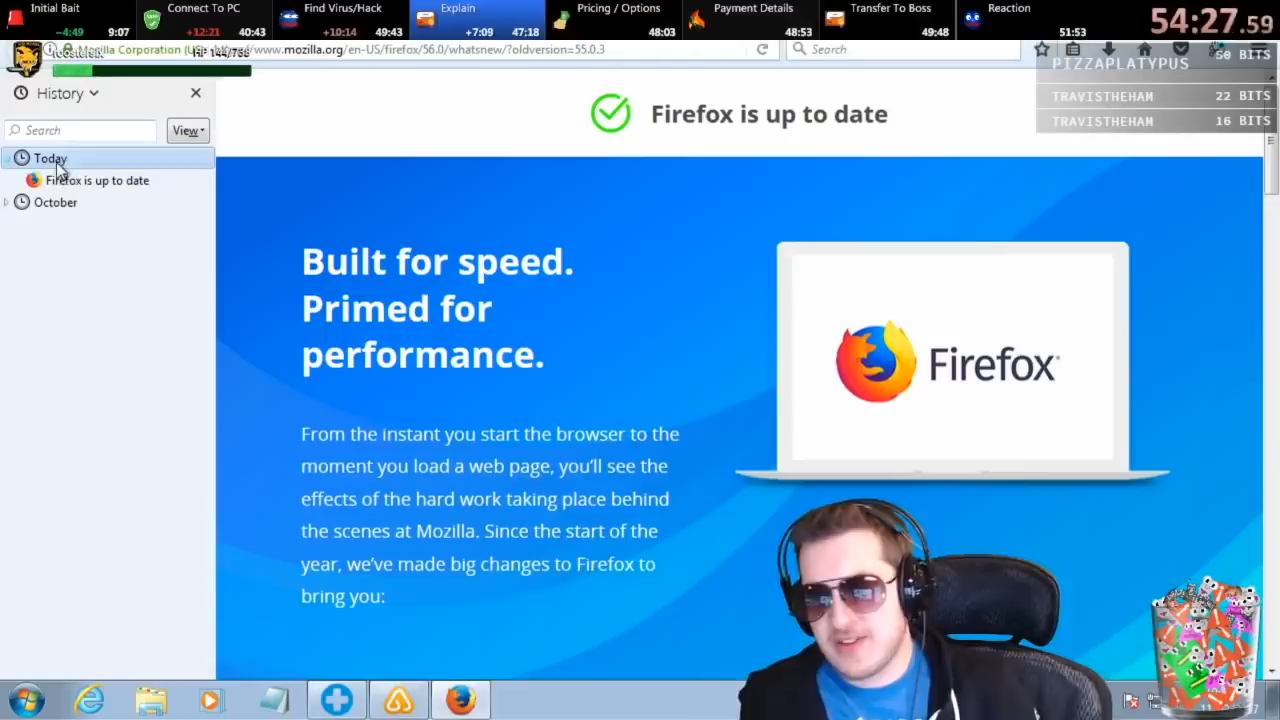 Initial Bait
-4:49 9:07
Connect To PC
+12:21 40:43
Find Virus/Hack
+10:14 49:43
Explain
+7:09 47:18
Pricing / Options
48:03
Payment Details
48:53
Transfer To Boss
49:48
Reaction
51:53
54:27.59
Mozilla Corporation (US)
www.mozilla.org/en-US/firefox/56.0/whatsnew/?oldversion=55.0.3
Search
50 BITS
PIZZAPLATYPUS
TRAVISTHEHAM 22 BITS
TRAVISTHEHAM 16 BITS
History
Search
View
Today
Firefox is up to date
October
Firefox is up to date
Built for speed.
Primed for
performance.
From the instant you start the browser to the
moment you load a web page, you'll see the
effects of the hard work taking place behind
the scenes at Mozilla. Since the start of the
year, we've made big changes to Firefox to
bring you:
Firefox